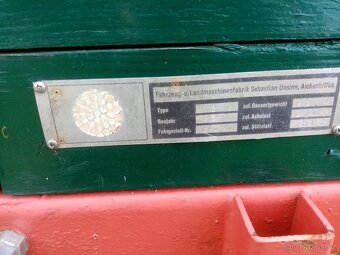 Fahrzeug-u. Landmaschinenfabrik Sebastian Unsinn, Aichach/Obb.
Type zul. Gesamtgewicht
Baujahr zul. Achslast
Fahrgestell-Nr. zul. Stützlast